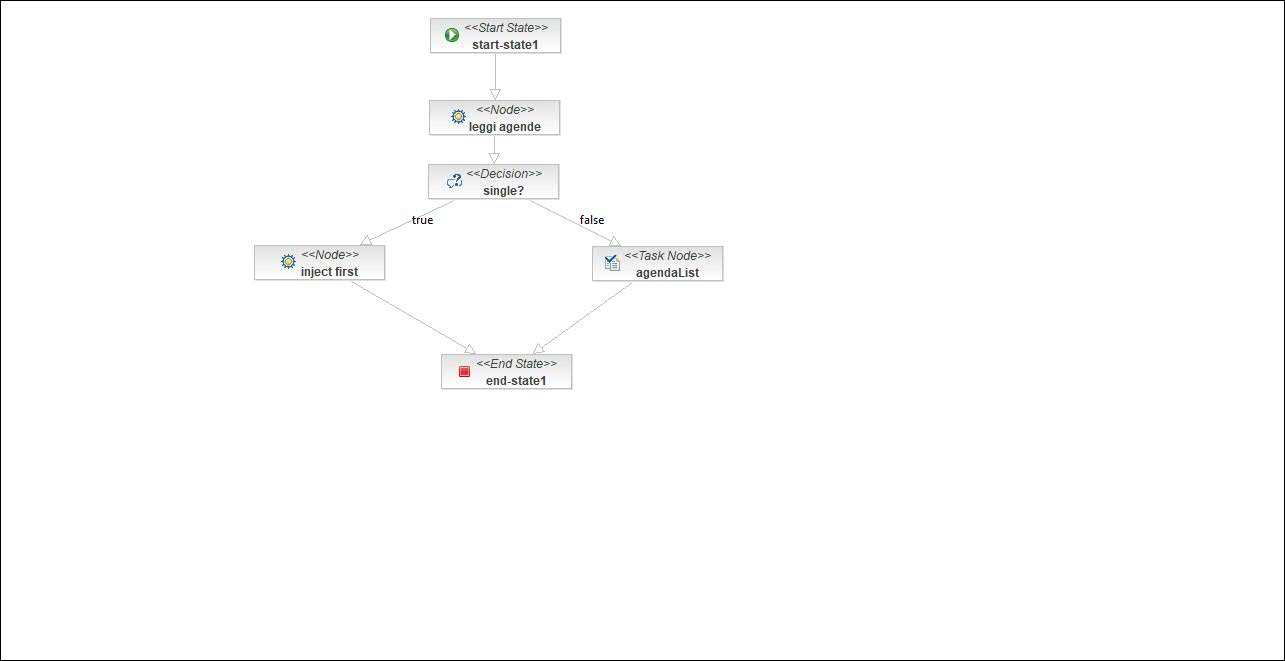 <<Start State>>
start-state1
<<Node>>
leggi agende
<<Decision>>
single?
true
false
<<Node>>
inject first
<<Task Node>>
agendaList
<<End State>>
end-state1